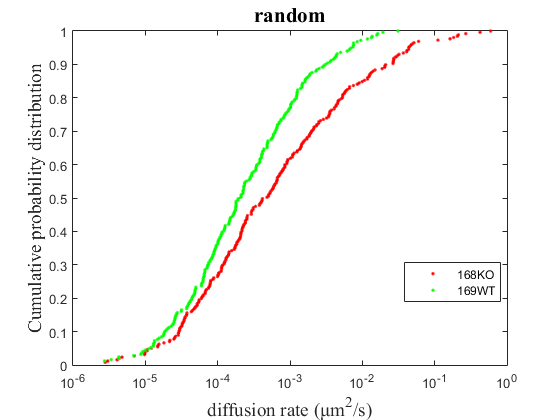 random
Cumulative probability distribution
1
0.9
0.8
0.7
0.6
0.5
0.4
0.3
0.2
0.1
0
168KO
169WT
10^-6 10^-5 10^-4 10^-3 10^-2 10^-1 10^0
diffusion rate (μm^2/s)